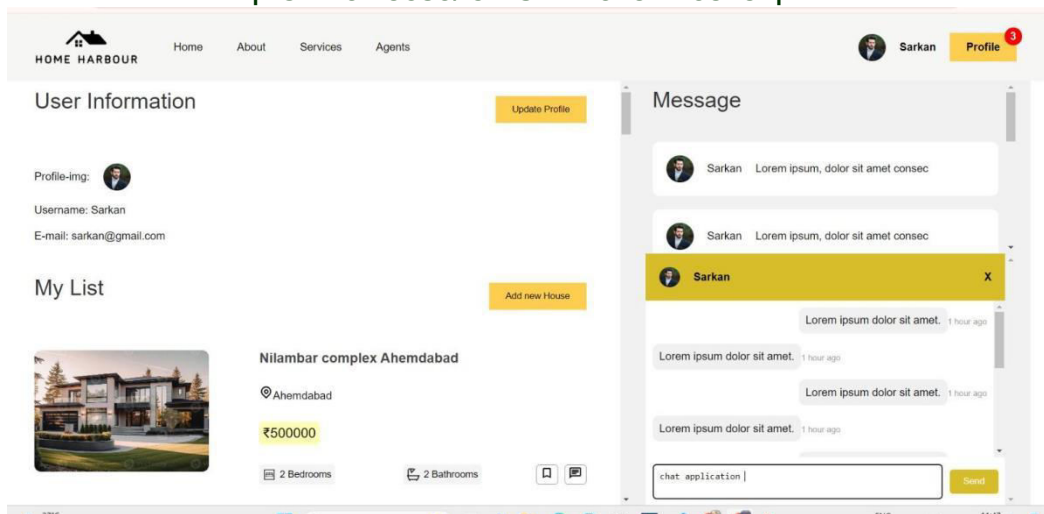 HOME HARBOUR
Home About Services Agents
Sarkan Profile 3
User Information
Update Profile
Profile-img:
Username: Sarkan
E-mail: sarkan@gmail.com
My List
Add new House
Nilambar complex Ahemdabad
Ahemdabad
₹500000
2 Bedrooms 2 Bathrooms
Message
Sarkan Lorem ipsum, dolor sit amet consec
Sarkan Lorem ipsum, dolor sit amet consec
Sarkan X
Lorem ipsum dolor sit amet. 1 hour ago
Lorem ipsum dolor sit amet. 1 hour ago
Lorem ipsum dolor sit amet. 1 hour ago
Lorem ipsum dolor sit amet. 1 hour ago
chat application
Send